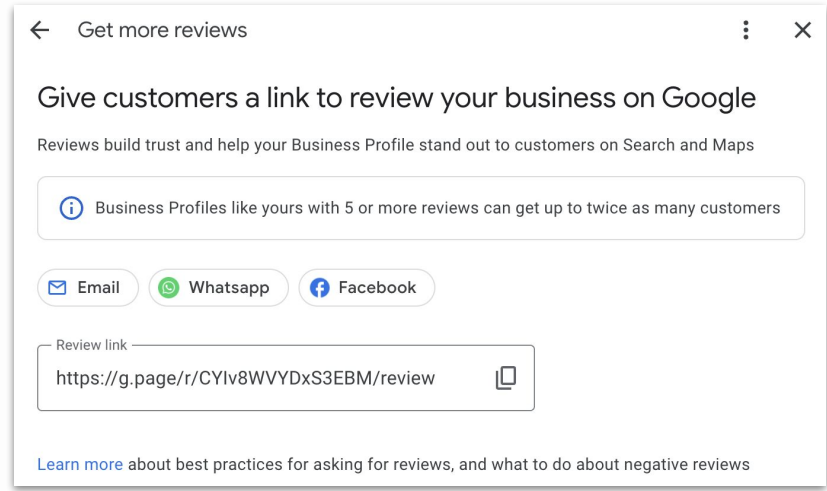 Get more reviews
Give customers a link to review your business on Google
Reviews build trust and help your Business Profile stand out to customers on Search and Maps
Business Profiles like yours with 5 or more reviews can get up to twice as many customers
Email Whatsapp Facebook
Review link
https://g.page/r/CYIv8WVYDxS3EBM/review
Learn more about best practices for asking for reviews, and what to do about negative reviews